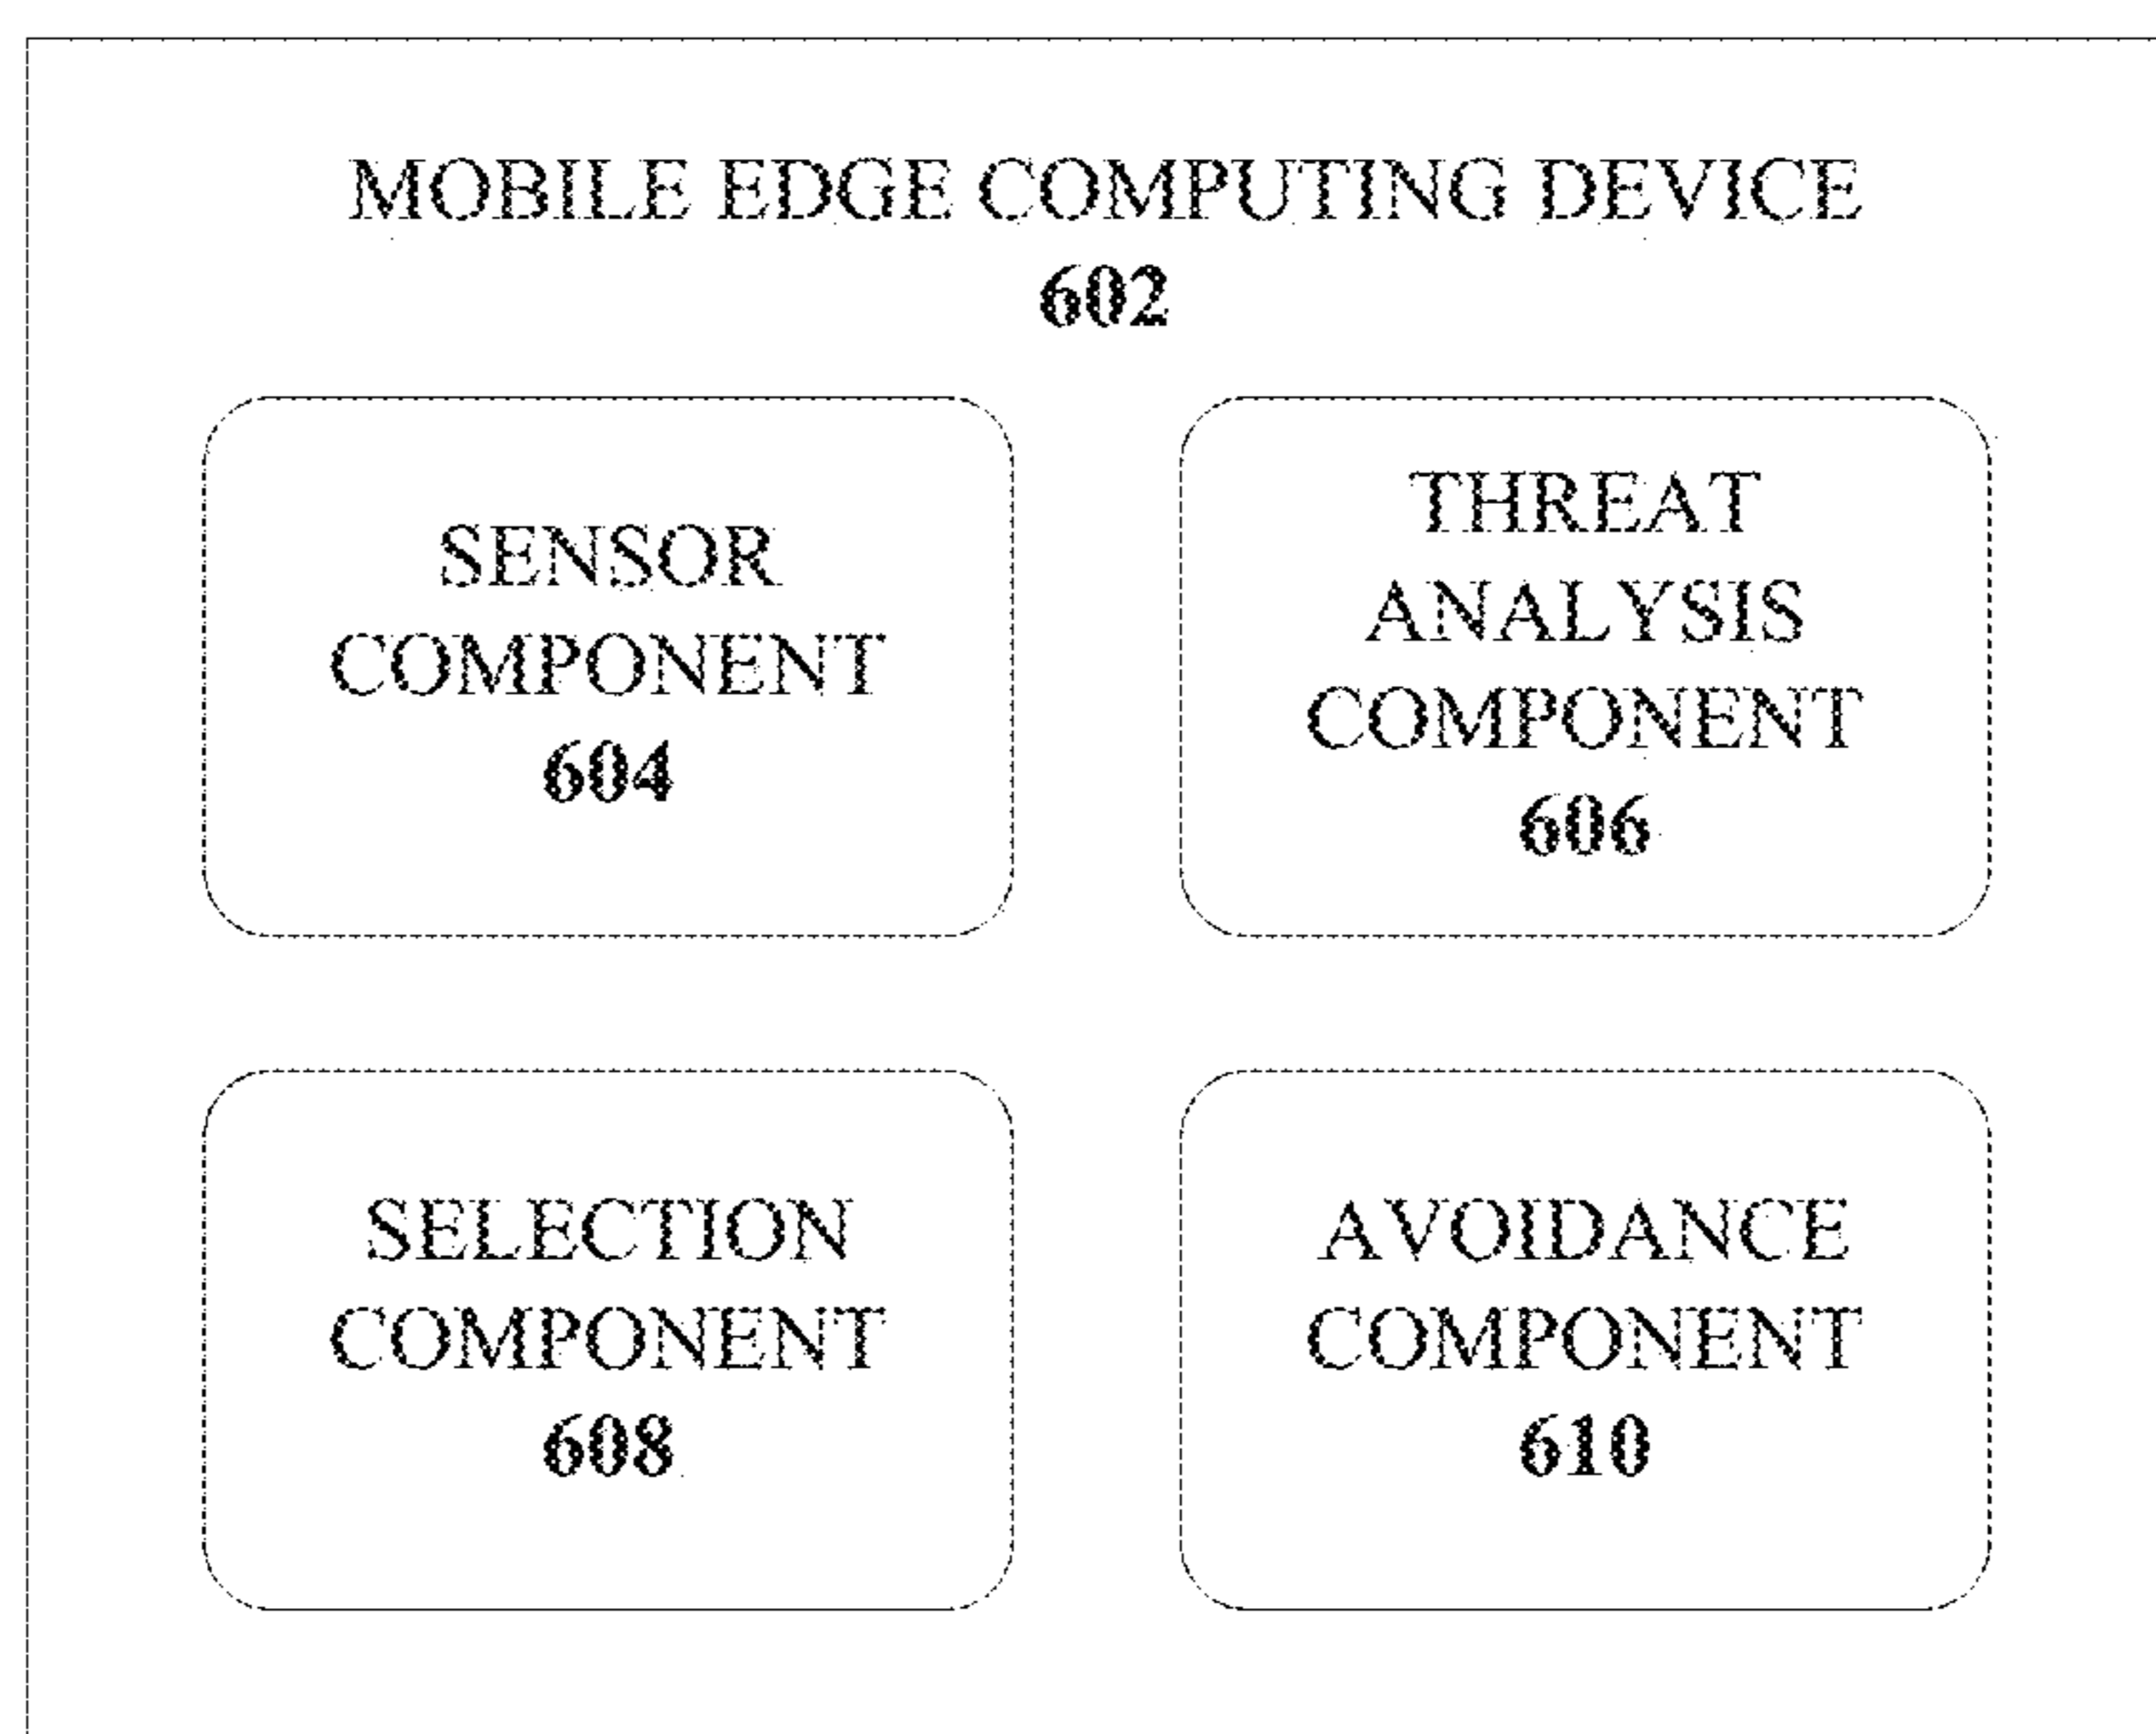 MOBILE EDGE COMPUTING DEVICE
602
SENSOR
COMPONENT
604
THREAT
ANALYSIS
COMPONENT
606
SELECTION
COMPONENT
608
AVOIDANCE
COMPONENT
610